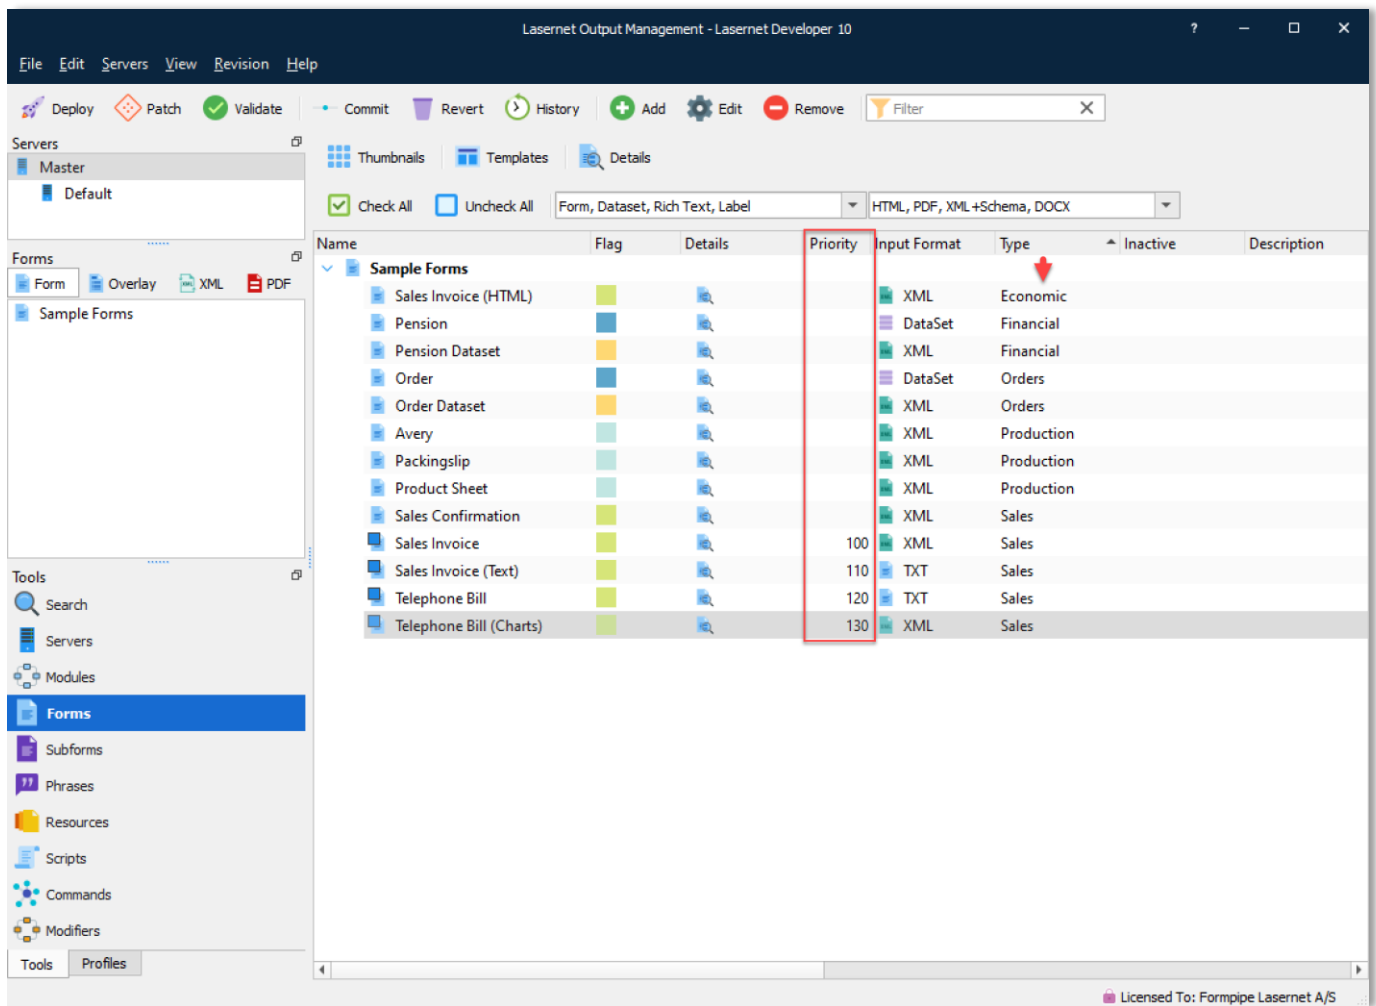 Lasernet Output Management - Lasernet Developer 10
File Edit Servers View Revision Help
Deploy Patch Validate Commit Revert History Add Edit Remove Filter
Servers
Master
Default
Thumbnails Templates Details
Check All Uncheck All Form, Dataset, Rich Text, Label HTML, PDF, XML+Schema, DOCX
Forms
Form Overlay XML PDF
Sample Forms
Name Flag Details Priority Input Format Type Inactive Description
Sample Forms
Sales Invoice (HTML) XML Economic
Pension DataSet Financial
Pension Dataset XML Financial
Order DataSet Orders
Order Dataset XML Orders
Avery XML Production
Packingslip XML Production
Product Sheet XML Production
Sales Confirmation XML Sales
Sales Invoice 100 XML Sales
Sales Invoice (Text) 110 TXT Sales
Telephone Bill 120 TXT Sales
Telephone Bill (Charts) 130 XML Sales
Tools
Search
Servers
Modules
Forms
Subforms
Phrases
Resources
Scripts
Commands
Modifiers
Tools Profiles
Licensed To: Formpipe Lasernet A/S